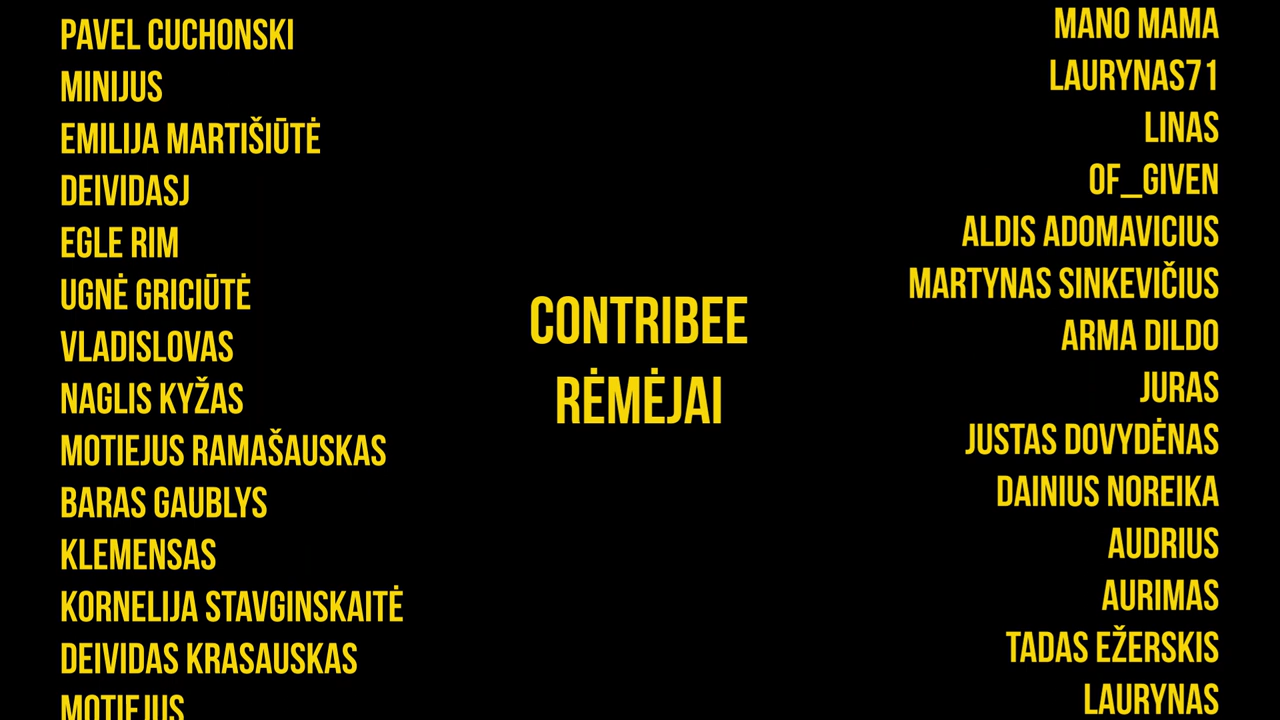 PAVEL CUCHONSKI
MINIJUS
EMILIJA MARTIŠIŪTĖ
DEIVIDASJ
EGLE RIM
UGNĖ GRICIŪTĖ
VLADISLOVAS
NAGLIS KYŽAS
MOTIEJUS RAMAŠAUSKAS
BARAS GAUBLYS
KLEMENSAS
KORNELIJA STAVGINSKAITĖ
DEIVIDAS KRASAUSKAS
MOTIEJUS
CONTRIBEE
RĖMĖJAI
MANO MAMA
LAURYNAS71
LINAS
OF_GIVEN
ALDIS ADOMAVICIUS
MARTYNAS SINKEVIČIUS
ARMA DILDO
JURAS
JUSTAS DOVYDĖNAS
DAINIUS NOREIKA
AUDRIUS
AURIMAS
TADAS EŽERSKIS
LAURYNAS